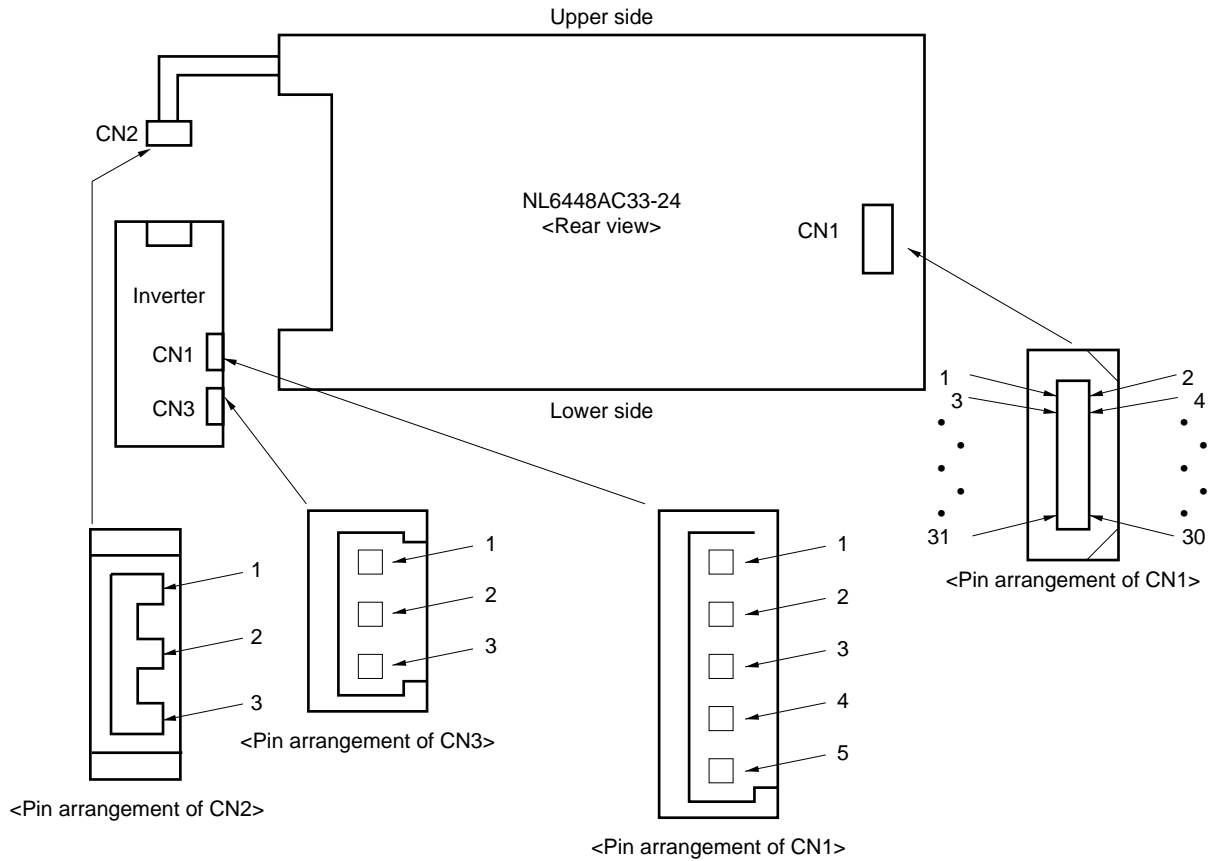 Upper side
CN2
NL6448AC33-24
<Rear view>
CN1
Inverter
CN1
CN3
Lower side
1
2
3
4
31
30
<Pin arrangement of CN1>
1
2
3
<Pin arrangement of CN2>
1
2
3
<Pin arrangement of CN3>
1
2
3
4
5
<Pin arrangement of CN1>